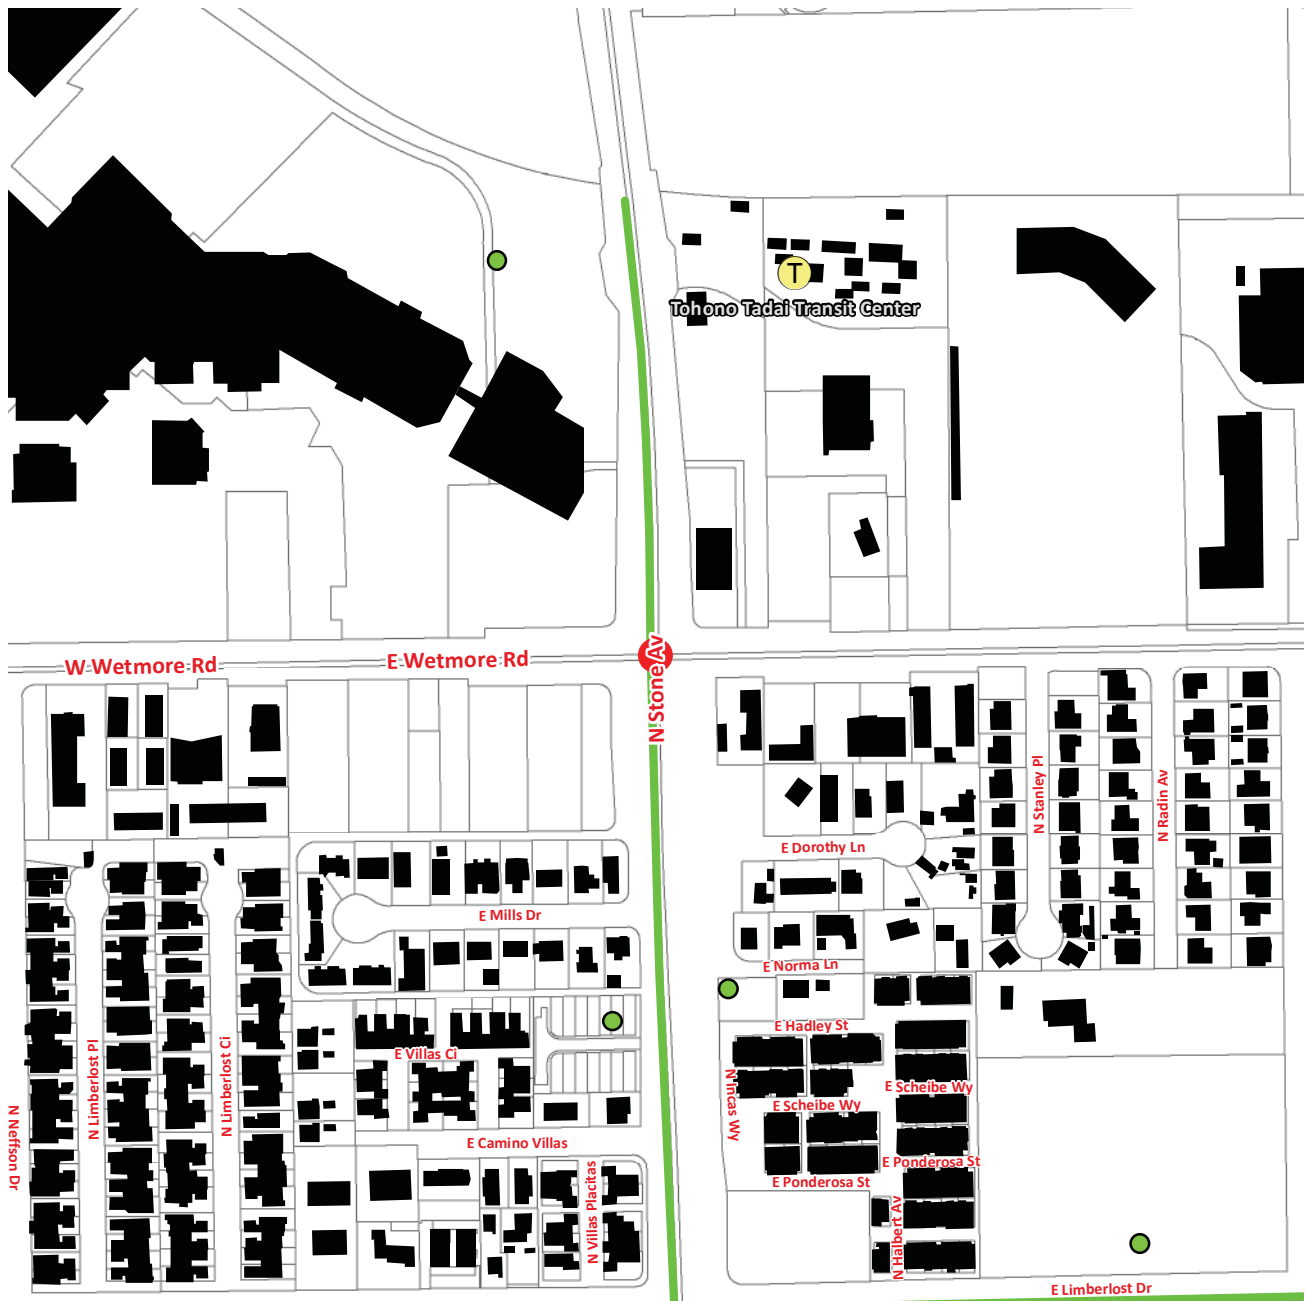 T
Tohono Tadai Transit Center
W Wetmore Rd
E Wetmore Rd
N Stone Av
N Stanley Pl
N Radin Av
E Dorothy Ln
E Mills Dr
E Norma Ln
E Hadley St
E Villas Ci
N Limberlost Pl
N Limberlost Ci
N Incas Wy
E Scheibe Wy
E Scheibe Wy
N Neffson Dr
E Camino Villas
E Ponderosa St
E Ponderosa St
N Villas Placitas
N Halbert Av
E Limberlost Dr